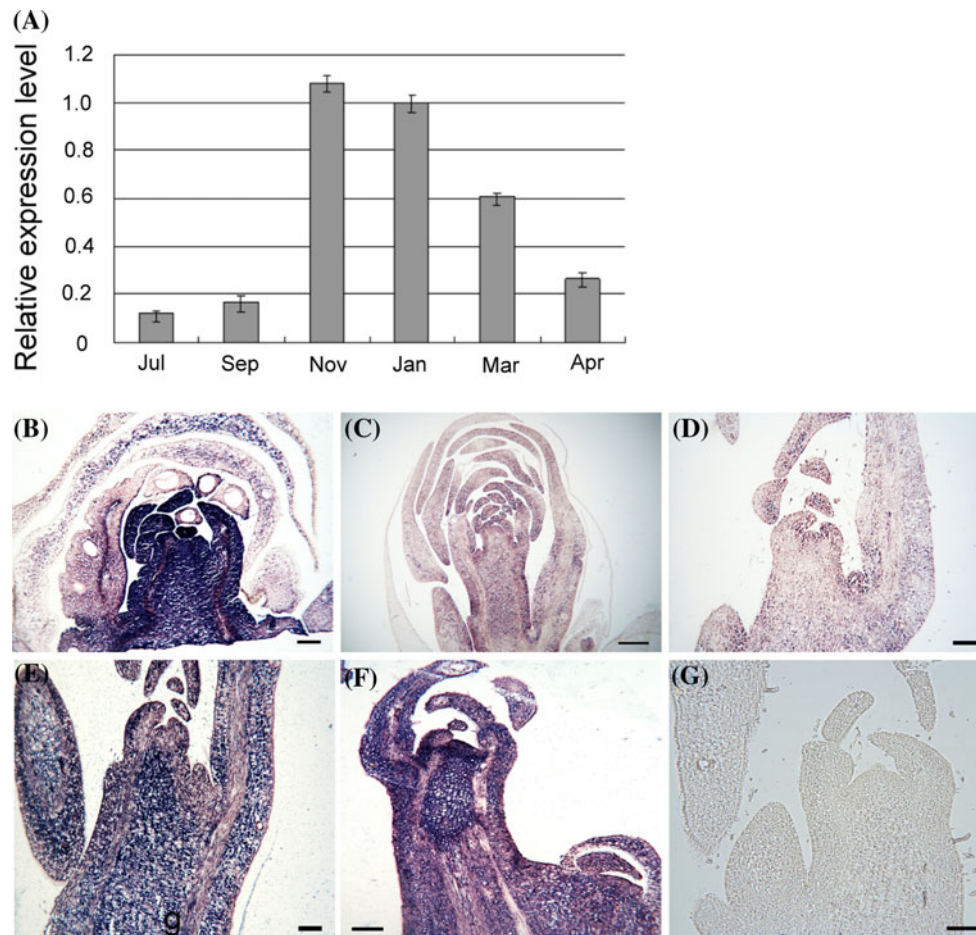 (A)
Relative expression level
1.2
1.0
0.8
0.6
0.4
0.2
0
Jul Sep Nov Jan Mar Apr
(B) (C) (D)
(E) (F) (G)
g